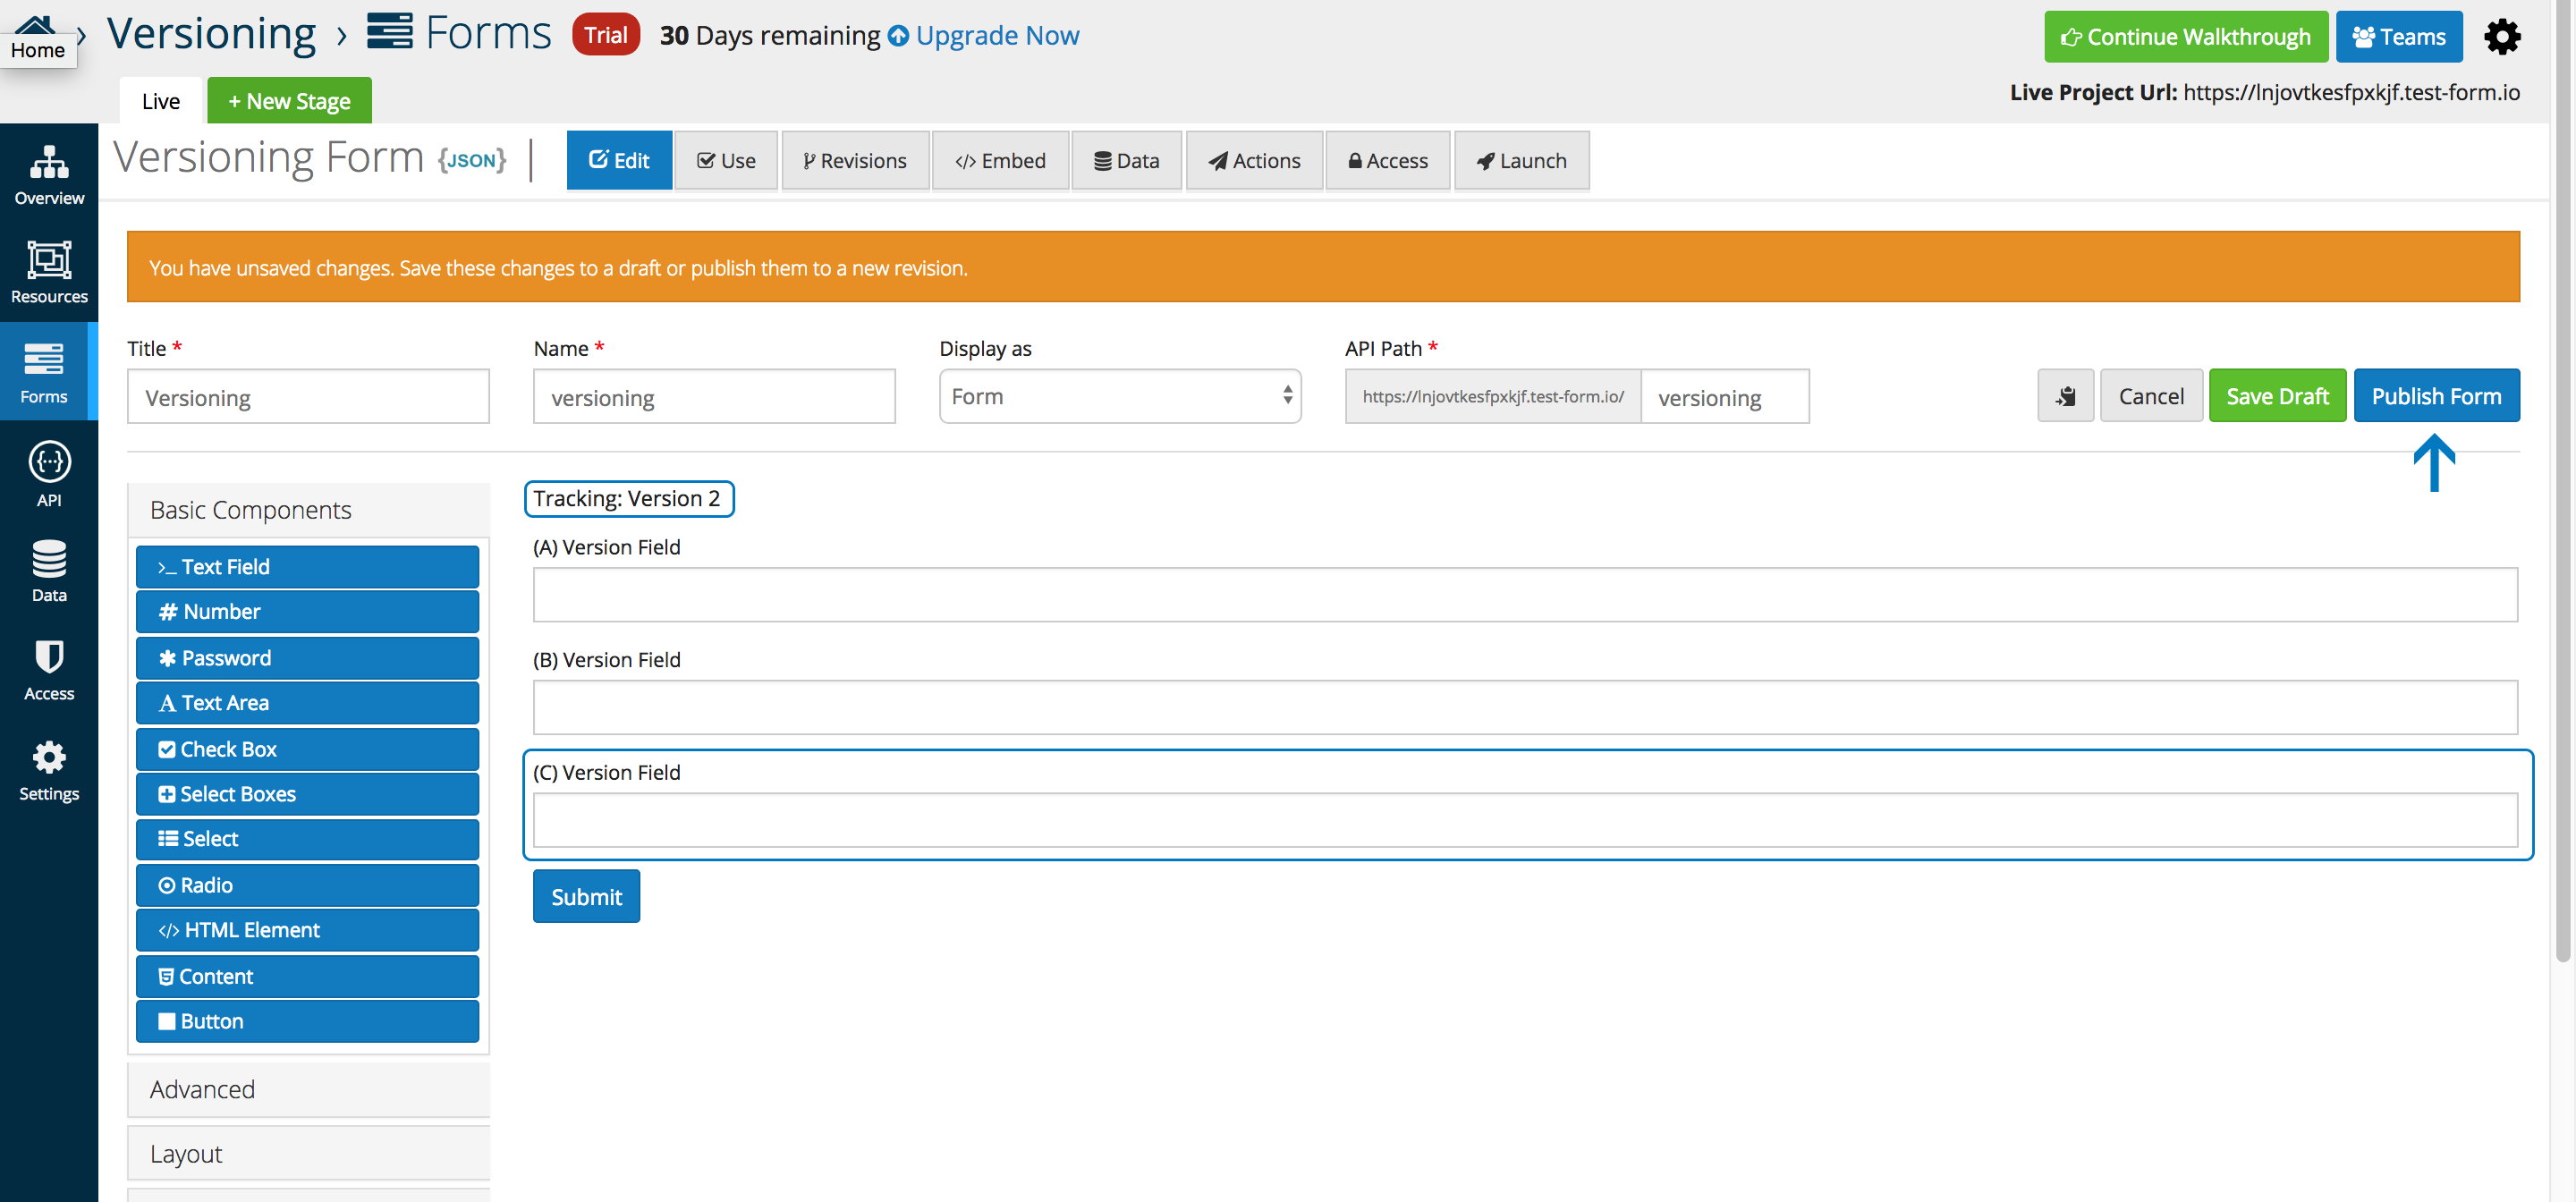 Home
Versioning › Forms Trial 30 Days remaining Upgrade Now
Continue Walkthrough Teams
Live + New Stage
Live Project Url: https://lnjovtkesfpxkjf.test-form.io
Versioning Form {JSON} |
Edit Use Revisions </> Embed Data Actions Access Launch
Overview
Resources
Forms
API
Data
Access
Settings
You have unsaved changes. Save these changes to a draft or publish them to a new revision.
Title * Name * Display as API Path *
Versioning versioning Form https://lnjovtkesfpxkjf.test-form.io/ versioning
Cancel Save Draft Publish Form
Basic Components
>_ Text Field
# Number
* Password
A Text Area
Check Box
Select Boxes
Select
Radio
</> HTML Element
Content
Button
Advanced
Layout
Tracking: Version 2
(A) Version Field
(B) Version Field
(C) Version Field
Submit